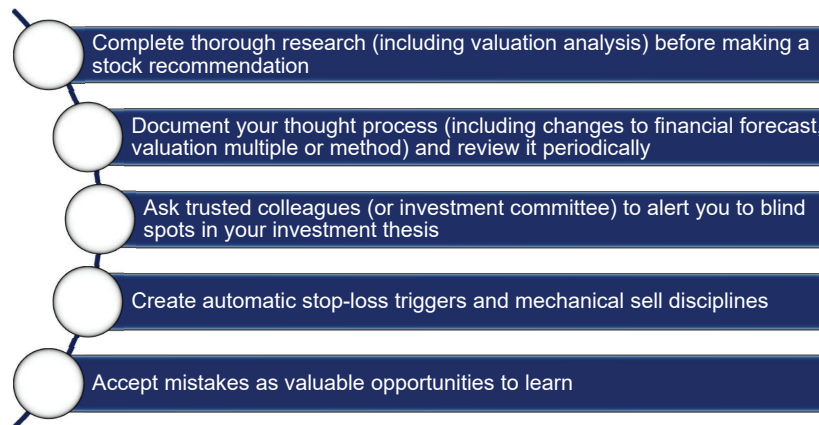 Complete thorough research (including valuation analysis) before making a
stock recommendation
Document your thought process (including changes to financial forecast,
valuation multiple or method) and review it periodically
Ask trusted colleagues (or investment committee) to alert you to blind
spots in your investment thesis
Create automatic stop-loss triggers and mechanical sell disciplines
Accept mistakes as valuable opportunities to learn